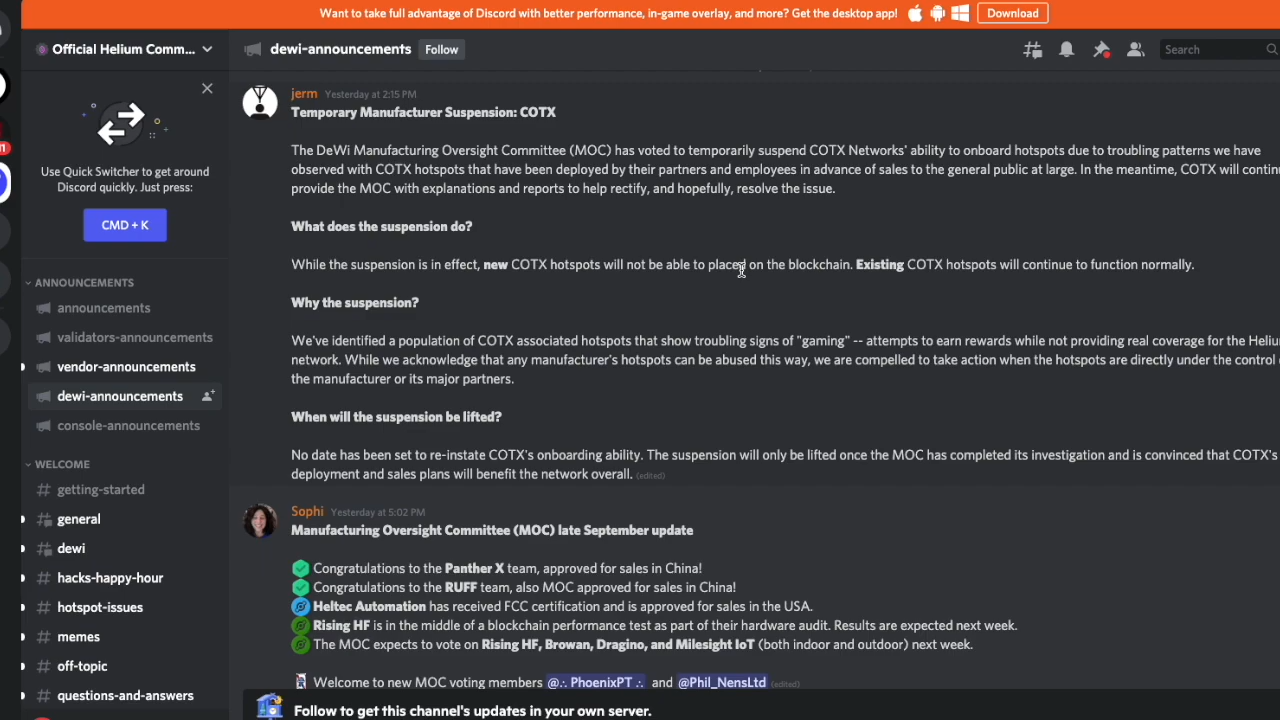 Want to take full advantage of Discord with better performance, in-game overlay, and more? Get the desktop app!
Download
Official Helium Comm...
dewi-announcements
Follow
Search
Use Quick Switcher to get around
Discord quickly. Just press:
CMD + K
ANNOUNCEMENTS
announcements
validators-announcements
vendor-announcements
dewi-announcements
console-announcements
WELCOME
getting-started
general
dewi
hacks-happy-hour
hotspot-issues
memes
off-topic
questions-and-answers
jerm Yesterday at 2:15 PM
Temporary Manufacturer Suspension: COTX
The DeWi Manufacturing Oversight Committee (MOC) has voted to temporarily suspend COTX Networks' ability to onboard hotspots due to troubling patterns we have
observed with COTX hotspots that have been deployed by their partners and employees in advance of sales to the general public at large. In the meantime, COTX will contin
provide the MOC with explanations and reports to help rectify, and hopefully, resolve the issue.
What does the suspension do?
While the suspension is in effect, new COTX hotspots will not be able to placed on the blockchain. Existing COTX hotspots will continue to function normally.
Why the suspension?
We've identified a population of COTX associated hotspots that show troubling signs of "gaming" -- attempts to earn rewards while not providing real coverage for the Heliu
network. While we acknowledge that any manufacturer's hotspots can be abused this way, we are compelled to take action when the hotspots are directly under the control o
the manufacturer or its major partners.
When will the suspension be lifted?
No date has been set to re-instate COTX's onboarding ability. The suspension will only be lifted once the MOC has completed its investigation and is convinced that COTX's
deployment and sales plans will benefit the network overall. (edited)
Sophi Yesterday at 5:02 PM
Manufacturing Oversight Committee (MOC) late September update
Congratulations to the Panther X team, approved for sales in China!
Congratulations to the RUFF team, also MOC approved for sales in China!
Heltec Automation has received FCC certification and is approved for sales in the USA.
Rising HF is in the middle of a blockchain performance test as part of their hardware audit. Results are expected next week.
The MOC expects to vote on Rising HF, Browan, Dragino, and Milesight IoT (both indoor and outdoor) next week.
Welcome to new MOC voting members @∴ PhoenixPT ∴ and @Phil_NensLtd (edited)
Follow to get this channel's updates in your own server.